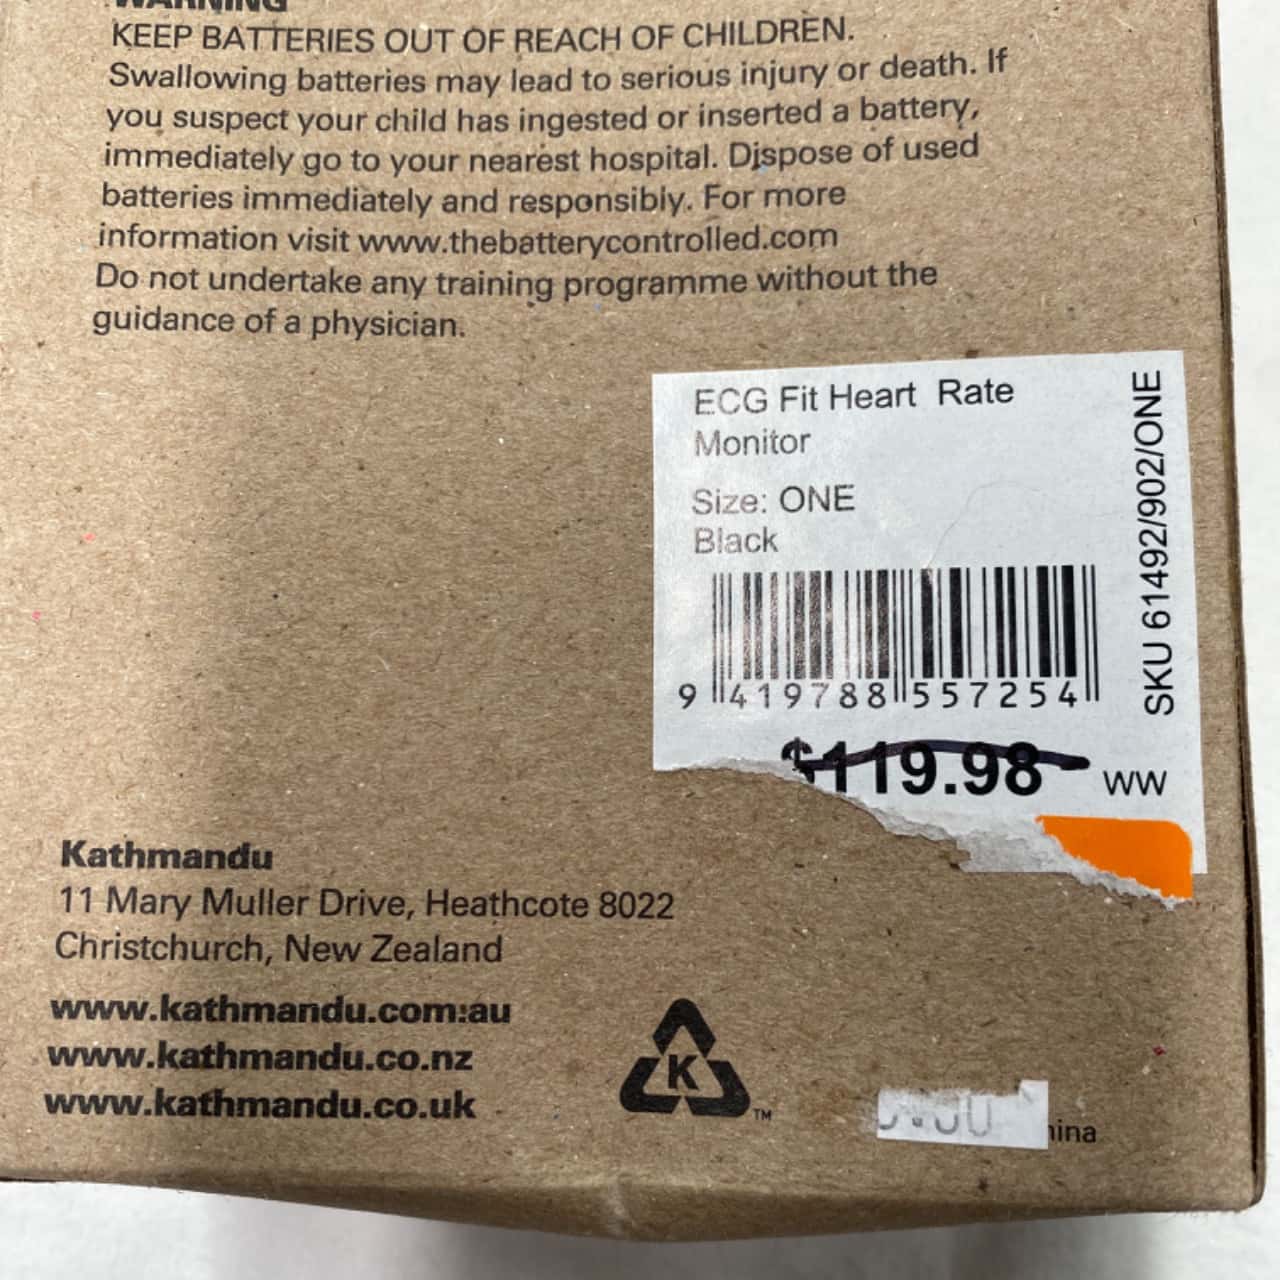 WARNING
KEEP BATTERIES OUT OF REACH OF CHILDREN.
Swallowing batteries may lead to serious injury or death. If
you suspect your child has ingested or inserted a battery,
immediately go to your nearest hospital. Dispose of used
batteries immediately and responsibly. For more
information visit www.thebatterycontrolled.com
Do not undertake any training programme without the
guidance of a physician.
ECG Fit Heart Rate
Monitor
Size: ONE
Black
9 419788 557254
$119.98
WW
SKU 61492/902/ONE
Kathmandu
11 Mary Muller Drive, Heathcote 8022
Christchurch, New Zealand
www.kathmandu.com.au
www.kathmandu.co.nz
www.kathmandu.co.uk
K
TM